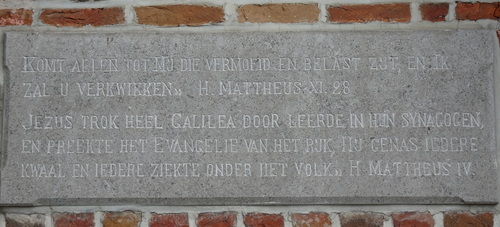 KOMT ALLEN TOT MIJ DIE VERMOEID EN BELAST ZIJT, EN IK
ZAL U VERKWIKKEN» H. MATTHEUS XI. 28
JEZUS TROK HEEL GALILEA DOOR LEERDE IN HUN SYNAGOGEN,
EN PREEKTE HET EVANGELIE VAN HET RIJK, HIJ GENAS IEDERE
KWAAL EN IEDERE ZIEKTE ONDER HET VOLK», H MATTHEUS IV.